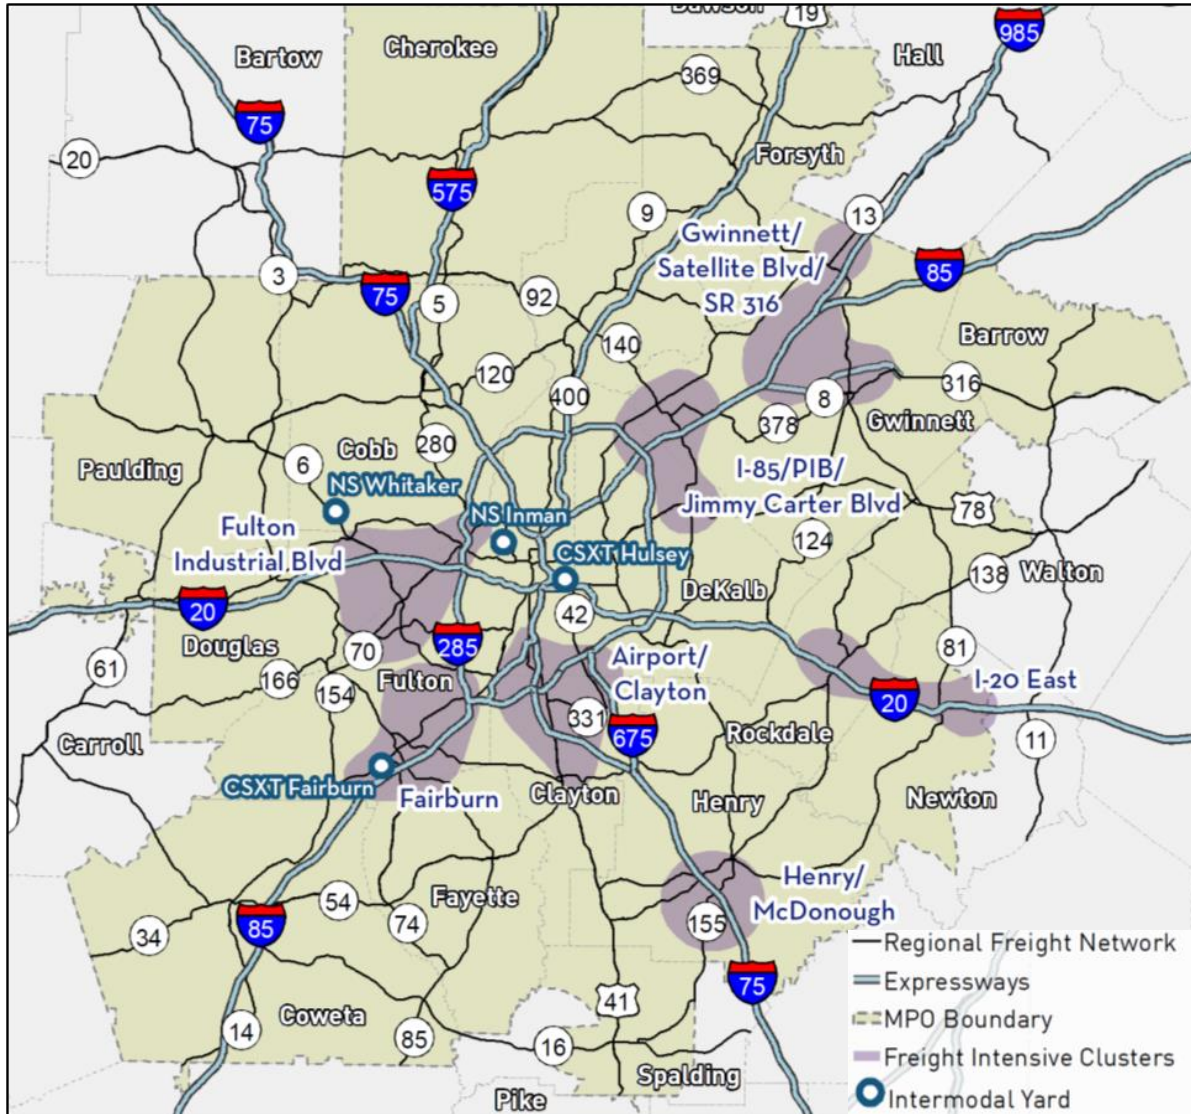 Dawson
19
985
Bartow
Cherokee
Hall
369
75
20
Forsyth
575
9
13
Gwinnett/
Satellite Blvd/
SR 316
3
75
5
92
85
140
Barrow
120
400
316
8
378
Gwinnett
280
Cobb
6
Paulding
I-85/PIB/
Jimmy Carter Blvd
NS Whitaker
78
NS Inman
Fulton
Industrial Blvd
124
CSXT Hulsey
138
Walton
DeKalb
20
42
Douglas
285
70
81
61
166
154
Fulton
Airport/
Clayton
I-20 East
20
331
675
Rockdale
11
Carroll
CSXT Fairburn
Fairburn
Clayton
Henry
Newton
Henry/
McDonough
54
Fayette
74
155
34
85
75
41
14
Coweta
85
16
Spalding
Pike
Regional Freight Network
Expressways
MPO Boundary
Freight Intensive Clusters
Intermodal Yard